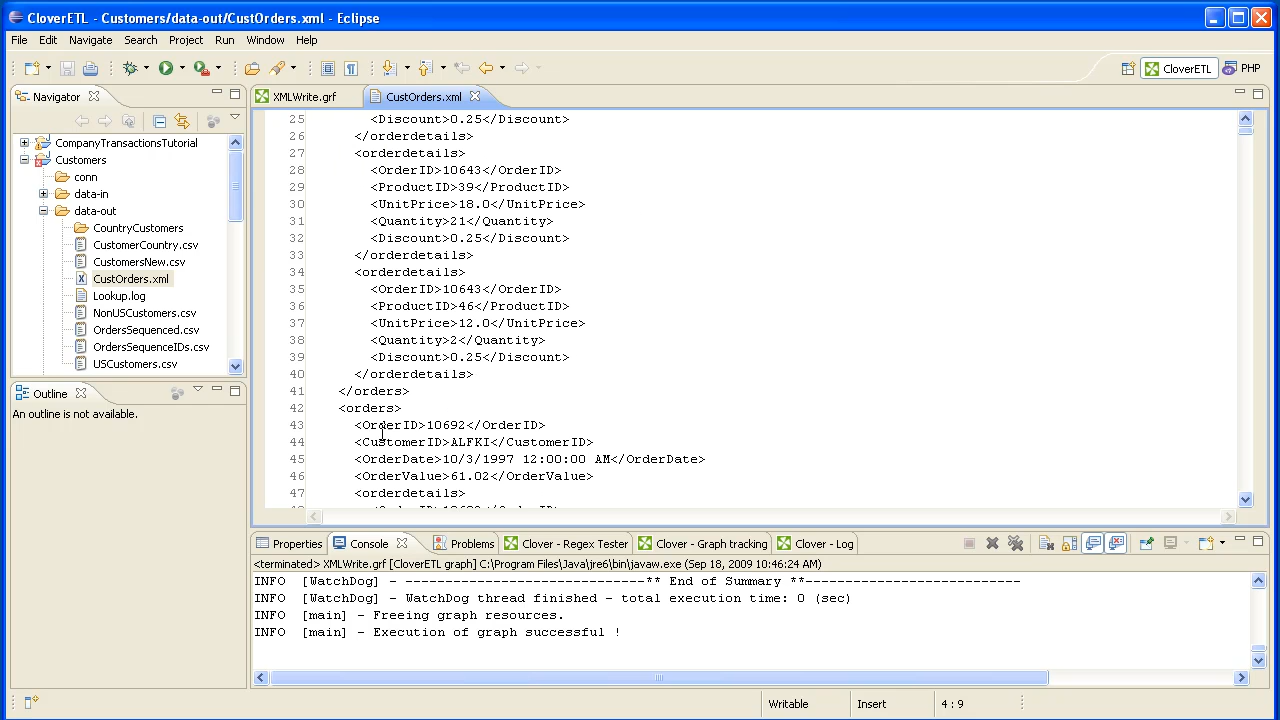 CloverETL - Customers/data-out/CustOrders.xml - Eclipse
File Edit Navigate Search Project Run Window Help
CloverETL PHP
Navigator
CompanyTransactionsTutorial
Customers
conn
data-in
data-out
CountryCustomers
CustomerCountry.csv
CustomersNew.csv
CustOrders.xml
Lookup.log
NonUSCustomers.csv
OrdersSequenced.csv
OrdersSequenceIDs.csv
USCustomers.csv
Outline
An outline is not available.
XMLWrite.grf CustOrders.xml
25 <Discount>0.25</Discount>
26 </orderdetails>
27 <orderdetails>
28 <OrderID>10643</OrderID>
29 <ProductID>39</ProductID>
30 <UnitPrice>18.0</UnitPrice>
31 <Quantity>21</Quantity>
32 <Discount>0.25</Discount>
33 </orderdetails>
34 <orderdetails>
35 <OrderID>10643</OrderID>
36 <ProductID>46</ProductID>
37 <UnitPrice>12.0</UnitPrice>
38 <Quantity>2</Quantity>
39 <Discount>0.25</Discount>
40 </orderdetails>
41 </orders>
42 <orders>
43 <OrderID>10692</OrderID>
44 <CustomerID>ALFKI</CustomerID>
45 <OrderDate>10/3/1997 12:00:00 AM</OrderDate>
46 <OrderValue>61.02</OrderValue>
47 <orderdetails>
Properties Console Problems Clover - Regex Tester Clover - Graph tracking Clover - Log
<terminated> XMLWrite.grf [CloverETL graph] C:\Program Files\Java\jre6\bin\javaw.exe (Sep 18, 2009 10:46:24 AM)
INFO [WatchDog] - -----------------------------** End of Summary **---------------------------
INFO [WatchDog] - WatchDog thread finished - total execution time: 0 (sec)
INFO [main] - Freeing graph resources.
INFO [main] - Execution of graph successful !
Writable Insert 4 : 9